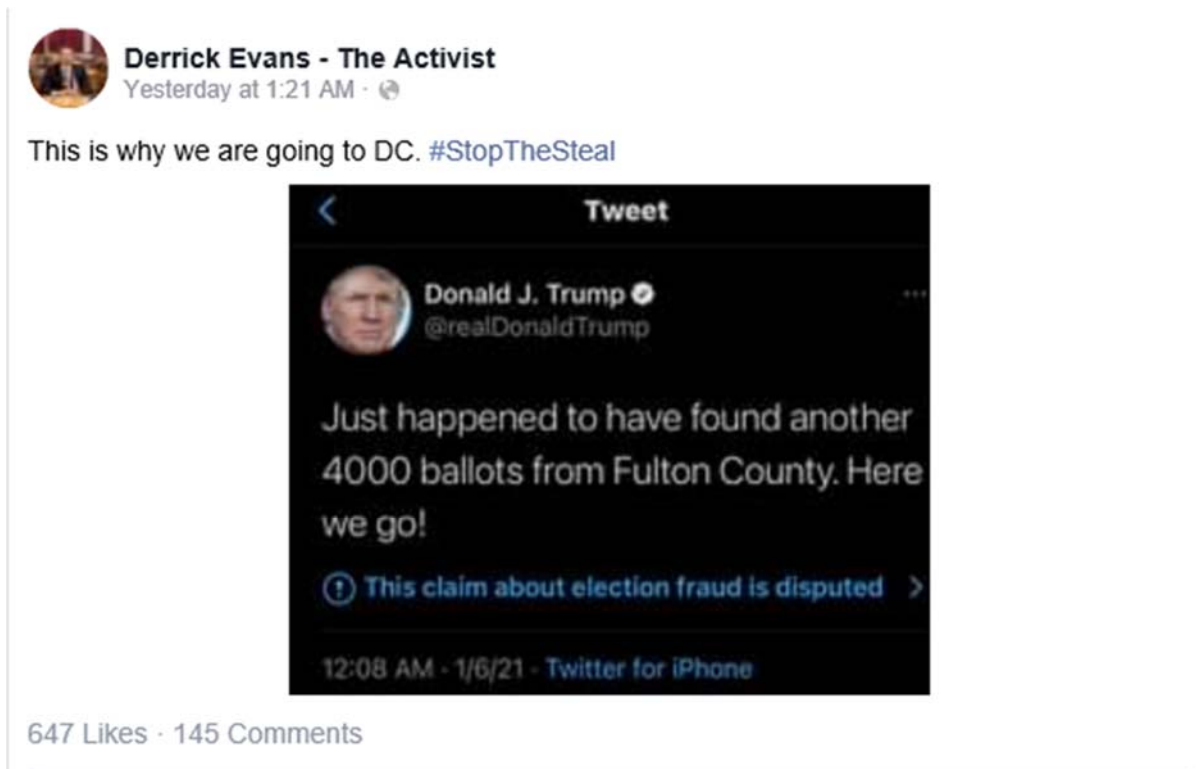 Derrick Evans - The Activist
Yesterday at 1:21 AM ·
This is why we are going to DC. #StopTheSteal
Tweet
Donald J. Trump
@realDonaldTrump
Just happened to have found another
4000 ballots from Fulton County. Here
we go!
This claim about election fraud is disputed
12:08 AM · 1/6/21 · Twitter for iPhone
647 Likes · 145 Comments